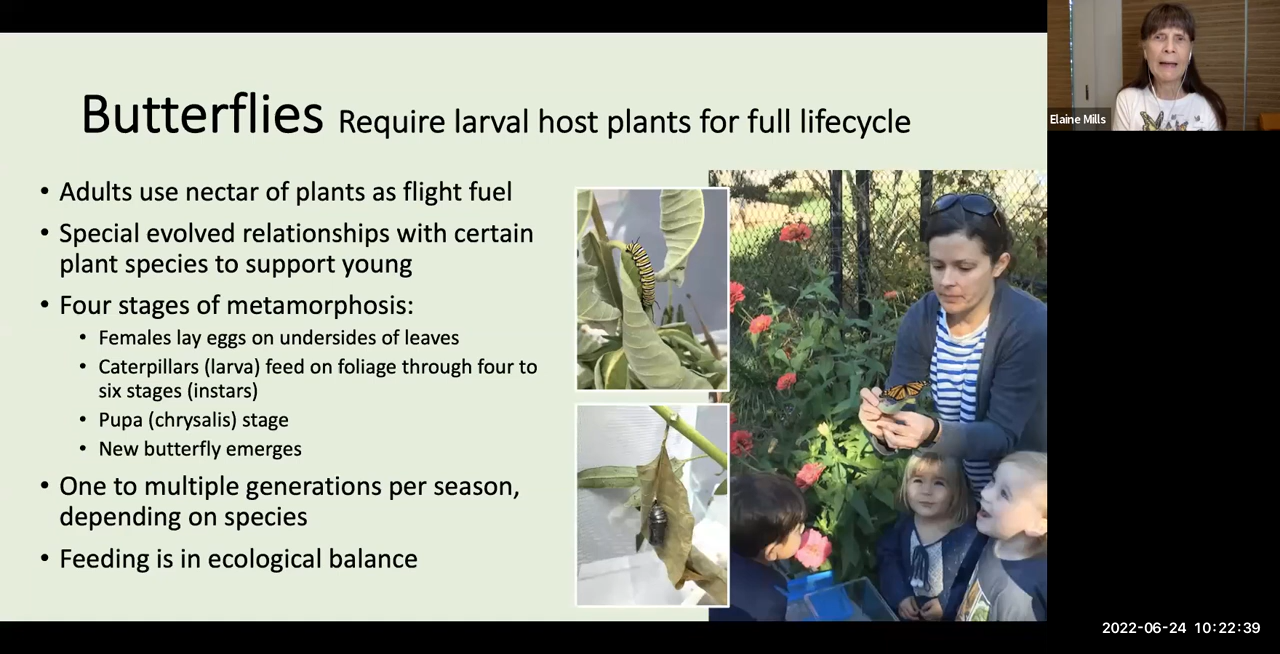 Butterflies Require larval host plants for full lifecycle
• Adults use nectar of plants as flight fuel
• Special evolved relationships with certain
plant species to support young
• Four stages of metamorphosis:
• Females lay eggs on undersides of leaves
• Caterpillars (larva) feed on foliage through four to
six stages (instars)
• Pupa (chrysalis) stage
• New butterfly emerges
• One to multiple generations per season,
depending on species
• Feeding is in ecological balance
Elaine Mills
2022-06-24 10:22:39